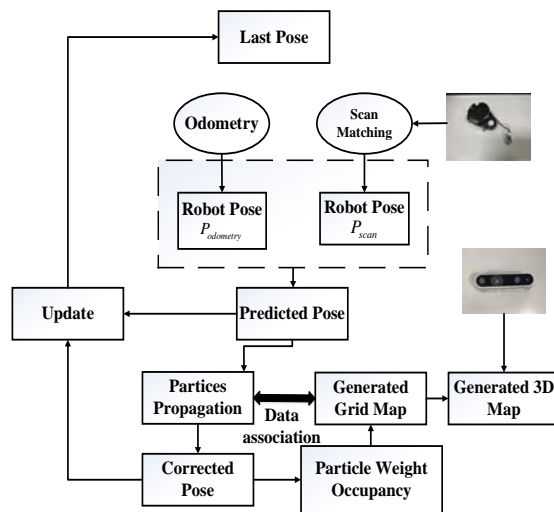 Last Pose
Odometry
Scan
Matching
Robot Pose
P_odometry
Robot Pose
P_scan
Update
Predicted Pose
Partices
Propagation
Data
association
Generated
Grid Map
Generated 3D
Map
Corrected
Pose
Particle Weight
Occupancy